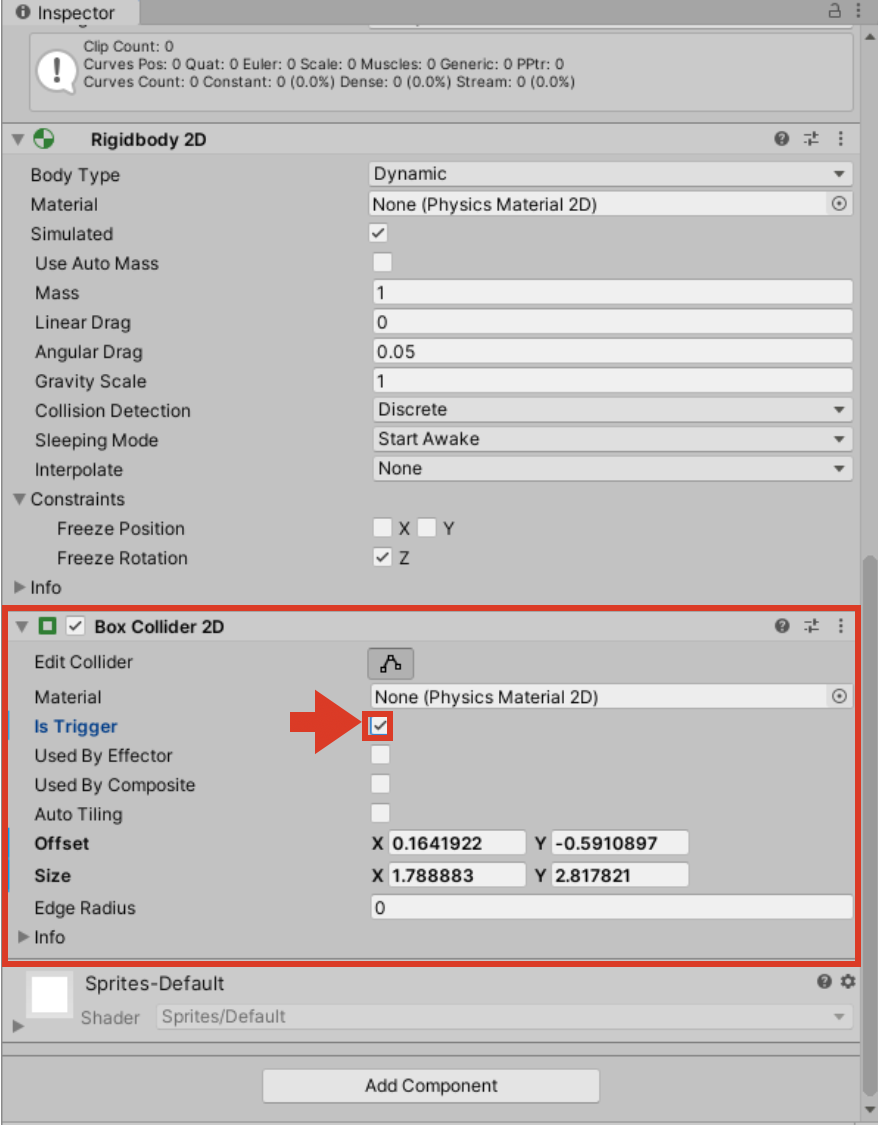 Inspector
Clip Count: 0
Curves Pos: 0 Quat: 0 Euler: 0 Scale: 0 Muscles: 0 Generic: 0 PPtr: 0
Curves Count: 0 Constant: 0 (0.0%) Dense: 0 (0.0%) Stream: 0 (0.0%)
Rigidbody 2D
Body Type Dynamic
Material None (Physics Material 2D)
Simulated
Use Auto Mass
Mass 1
Linear Drag 0
Angular Drag 0.05
Gravity Scale 1
Collision Detection Discrete
Sleeping Mode Start Awake
Interpolate None
Constraints
Freeze Position X Y
Freeze Rotation Z
Info
Box Collider 2D
Edit Collider
Material None (Physics Material 2D)
Is Trigger
Used By Effector
Used By Composite
Auto Tiling
Offset X 0.1641922 Y -0.5910897
Size X 1.788883 Y 2.817821
Edge Radius 0
Info
Sprites-Default
Shader Sprites/Default
Add Component